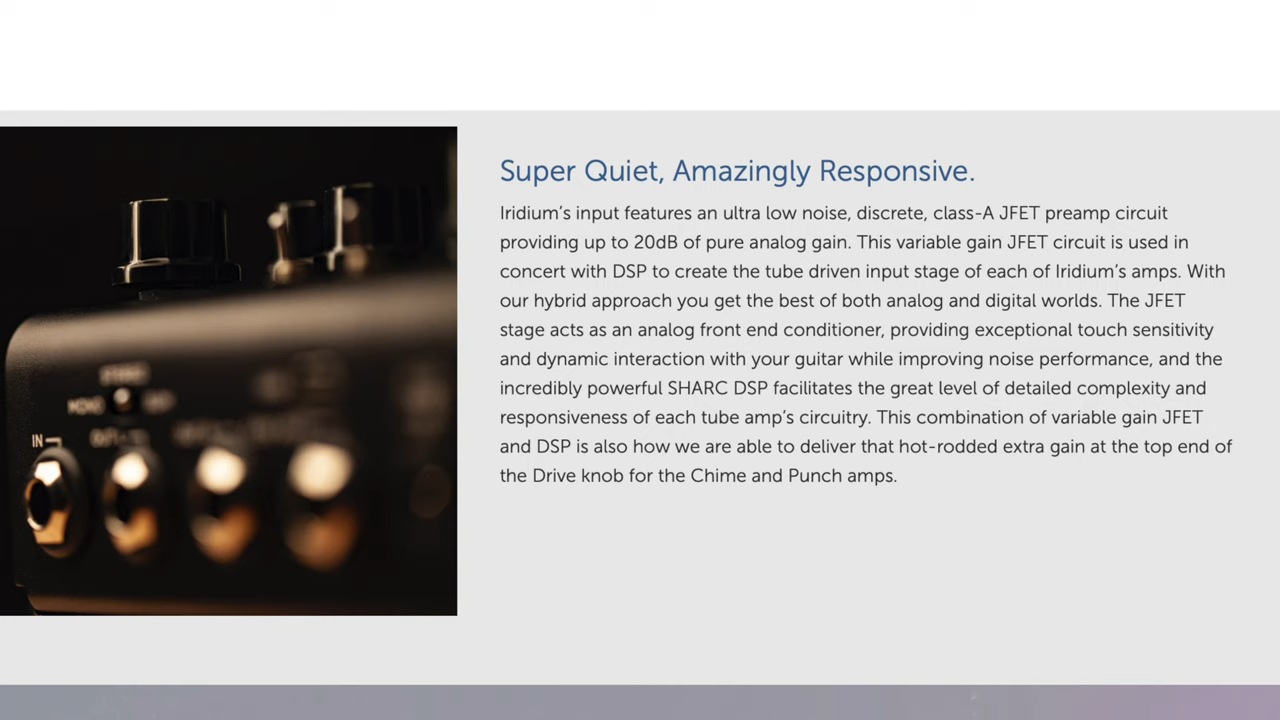 Super Quiet, Amazingly Responsive.
Iridium’s input features an ultra low noise, discrete, class-A JFET preamp circuit
providing up to 20dB of pure analog gain. This variable gain JFET circuit is used in
concert with DSP to create the tube driven input stage of each of Iridium’s amps. With
our hybrid approach you get the best of both analog and digital worlds. The JFET
stage acts as an analog front end conditioner, providing exceptional touch sensitivity
and dynamic interaction with your guitar while improving noise performance, and the
incredibly powerful SHARC DSP facilitates the great level of detailed complexity and
responsiveness of each tube amp’s circuitry. This combination of variable gain JFET
and DSP is also how we are able to deliver that hot-rodded extra gain at the top end of
the Drive knob for the Chime and Punch amps.
MONO
IN